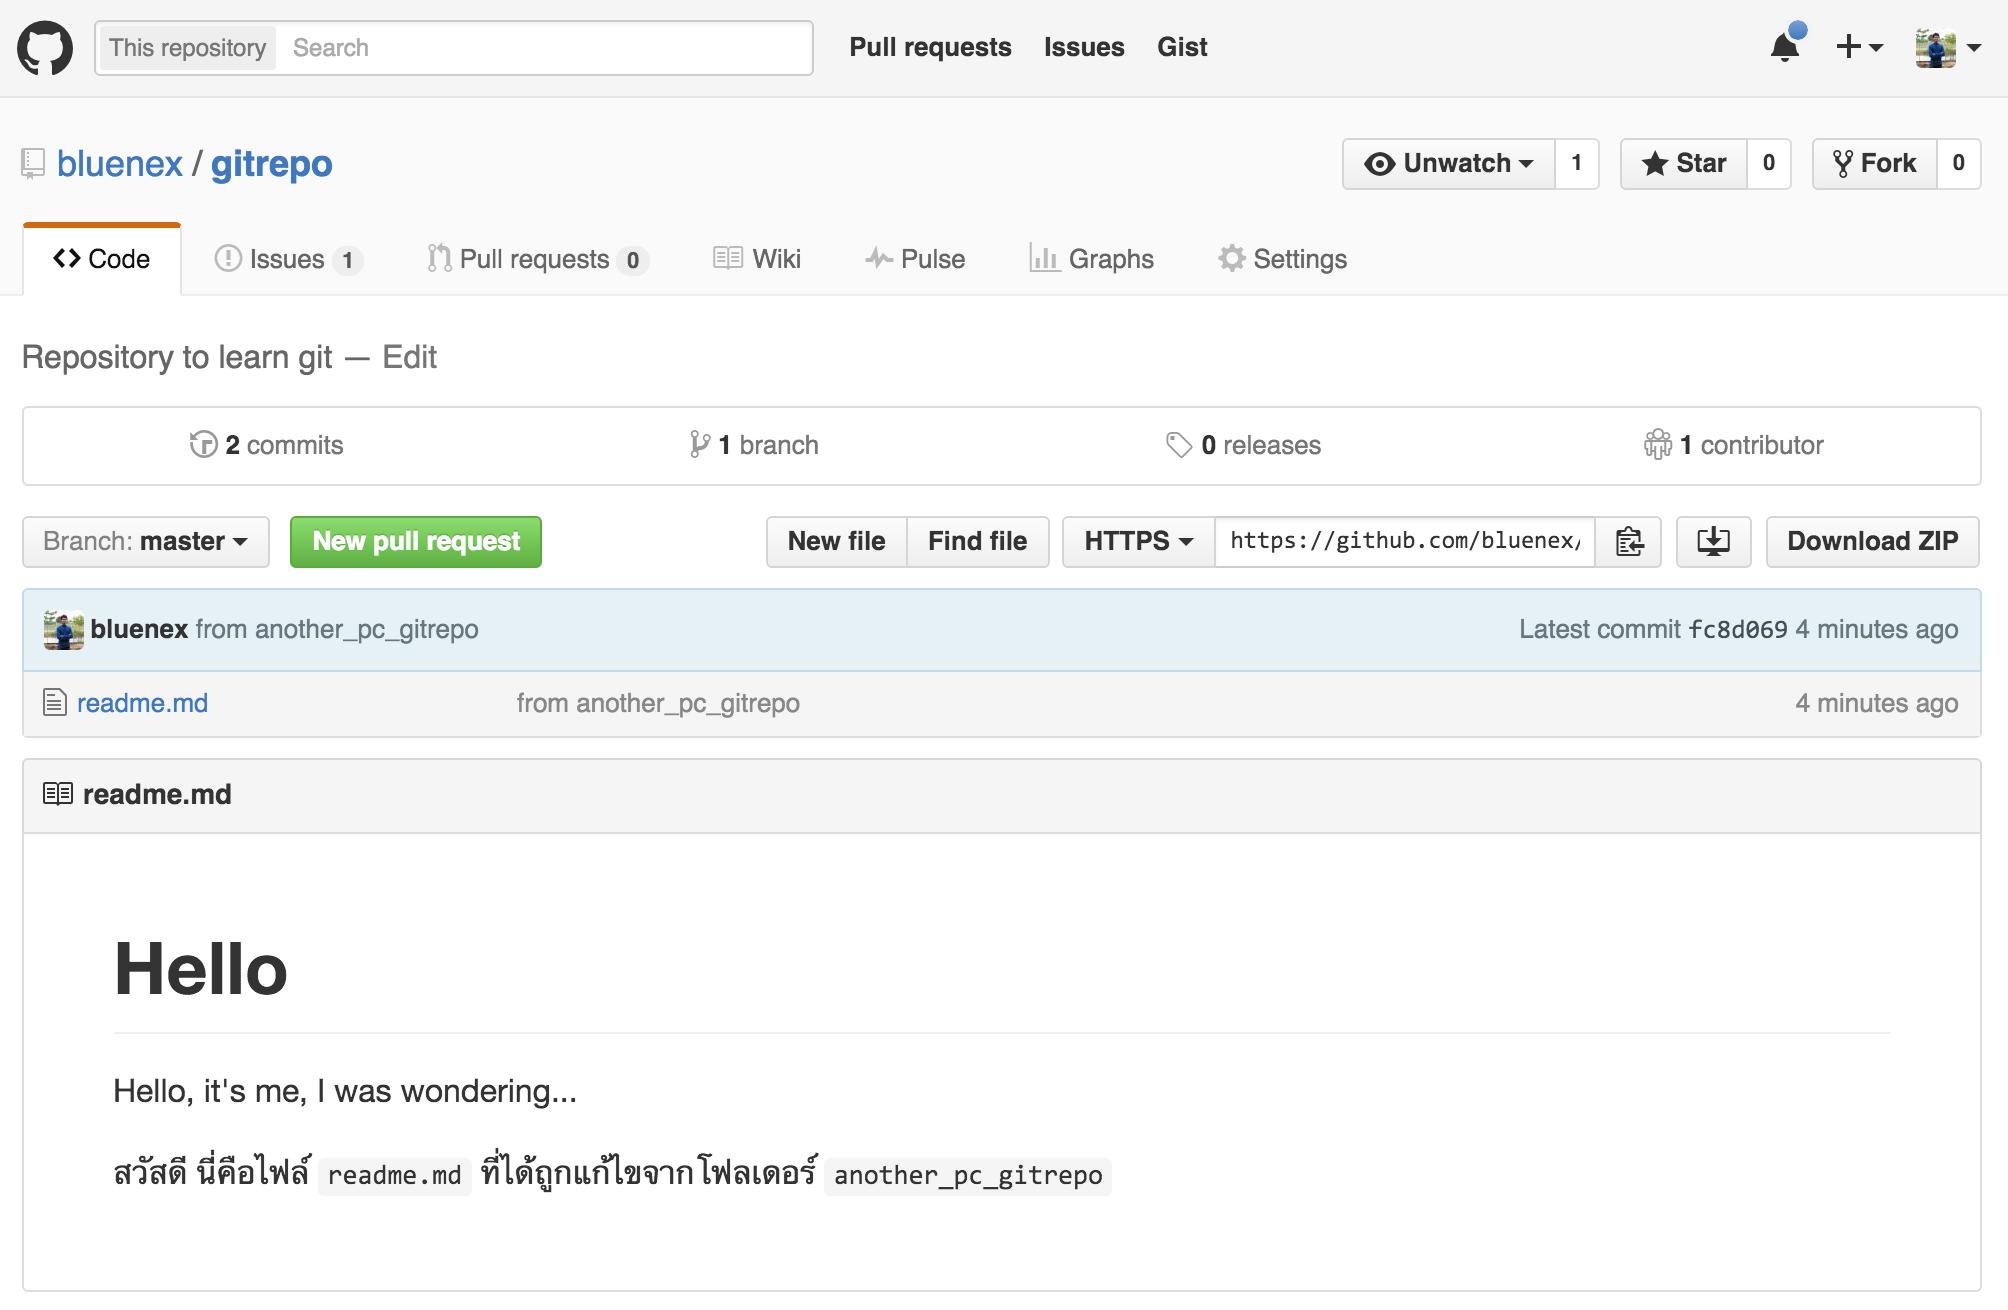 This repository Search Pull requests Issues Gist
bluenex / gitrepo Unwatch 1 Star 0 Fork 0
Code Issues 1 Pull requests 0 Wiki Pulse Graphs Settings
Repository to learn git — Edit
2 commits 1 branch 0 releases 1 contributor
Branch: master New pull request New file Find file HTTPS https://github.com/bluenex/ Download ZIP
bluenex from another_pc_gitrepo Latest commit fc8d069 4 minutes ago
readme.md from another_pc_gitrepo 4 minutes ago
readme.md
Hello
Hello, it's me, I was wondering...
สวัสดี นี่คือไฟล์ readme.md ที่ได้ถูกแก้ไขจากโฟลเดอร์ another_pc_gitrepo